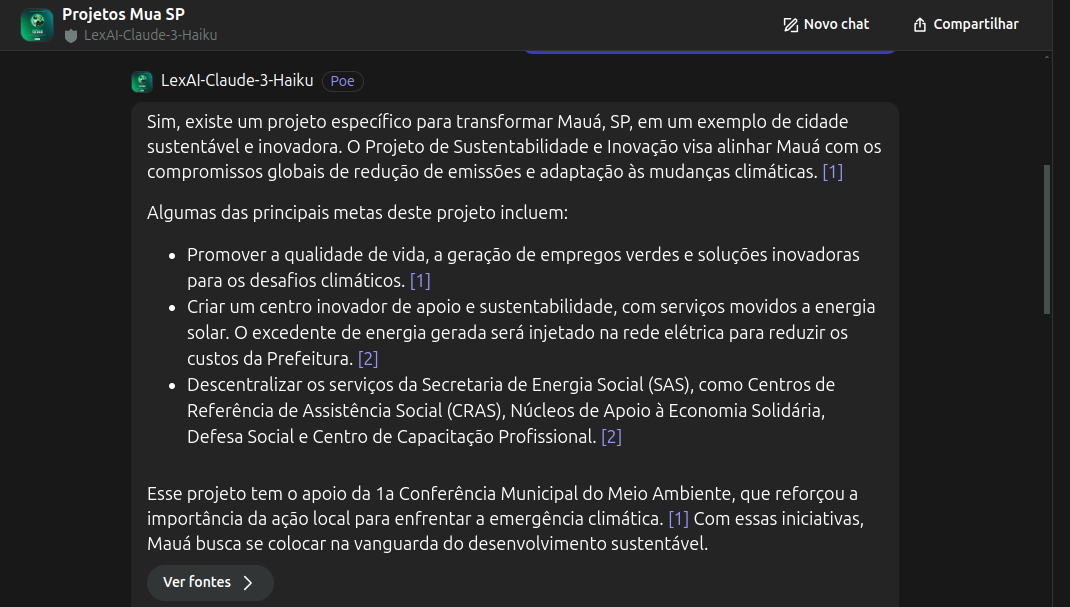 Projetos Mua SP
LexAI-Claude-3-Haiku
Novo chat
Compartilhar
LexAI-Claude-3-Haiku Poe
Sim, existe um projeto específico para transformar Mauá, SP, em um exemplo de cidade
sustentável e inovadora. O Projeto de Sustentabilidade e Inovação visa alinhar Mauá com os
compromissos globais de redução de emissões e adaptação às mudanças climáticas. [1]
Algumas das principais metas deste projeto incluem:
• Promover a qualidade de vida, a geração de empregos verdes e soluções inovadoras
para os desafios climáticos. [1]
• Criar um centro inovador de apoio e sustentabilidade, com serviços movidos a energia
solar. O excedente de energia gerada será injetado na rede elétrica para reduzir os
custos da Prefeitura. [2]
• Descentralizar os serviços da Secretaria de Energia Social (SAS), como Centros de
Referência de Assistência Social (CRAS), Núcleos de Apoio à Economia Solidária,
Defesa Social e Centro de Capacitação Profissional. [2]
Esse projeto tem o apoio da 1a Conferência Municipal do Meio Ambiente, que reforçou a
importância da ação local para enfrentar a emergência climática. [1] Com essas iniciativas,
Mauá busca se colocar na vanguarda do desenvolvimento sustentável.
Ver fontes